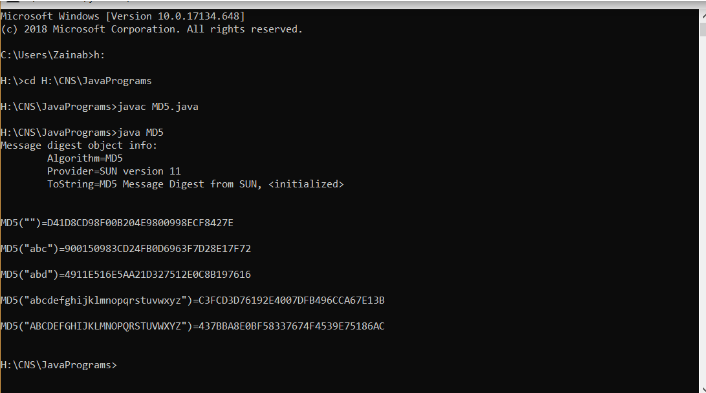 Microsoft Windows [Version 10.0.17134.648]
(c) 2018 Microsoft Corporation. All rights reserved.
C:\Users\Zainab>h:
H:\>cd H:\CNS\JavaPrograms
H:\CNS\JavaPrograms>javac MD5.java
H:\CNS\JavaPrograms>java MD5
Message digest object info:
Algorithm=MD5
Provider=SUN version 11
ToString=MD5 Message Digest from SUN, <initialized>
MD5("")=D41D8CD98F00B204E9800998ECF8427E
MD5("abc")=900150983CD24FB0D6963F7D28E17F72
MD5("abd")=4911E516E5AA21D327512E0C8B197616
MD5("abcdefghijklmnopqrstuvwxyz")=C3FCD3D76192E4007DFB496CCA67E13B
MD5("ABCDEFGHIJKLMNOPQRSTUVWXYZ")=437BBA8E0BF58337674F4539E75186AC
H:\CNS\JavaPrograms>